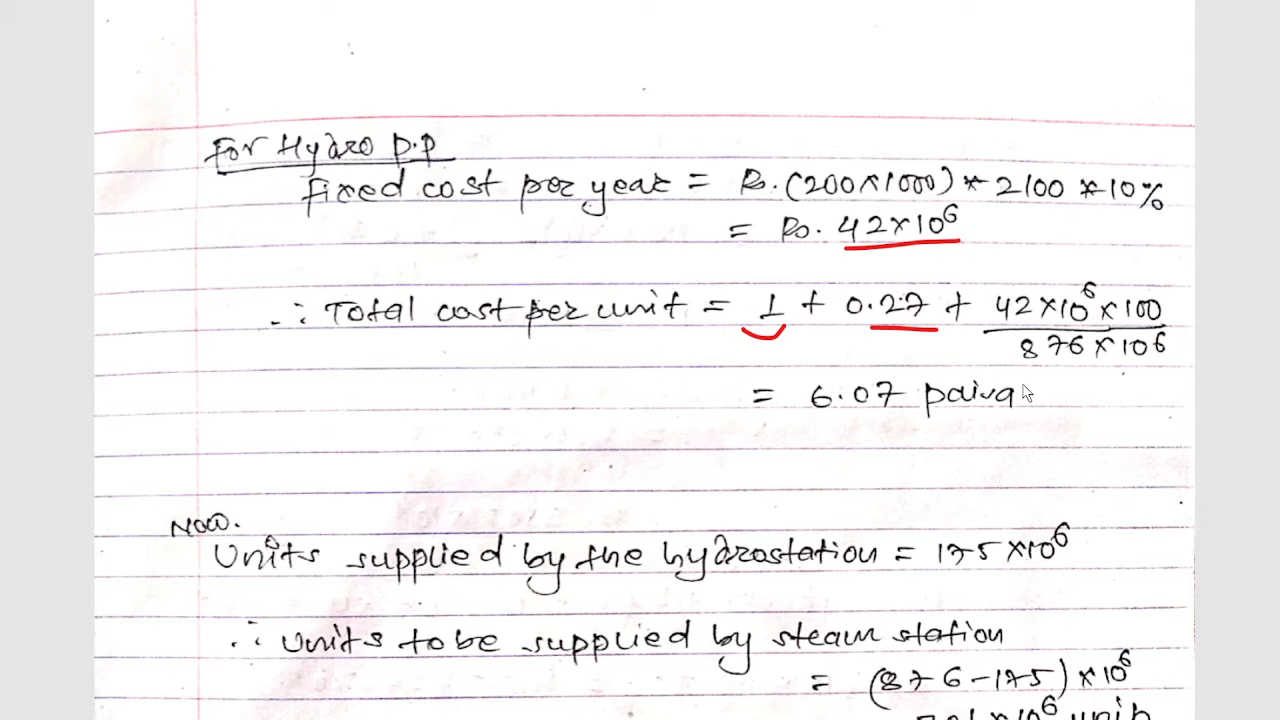 For Hydro P.P
fixed cost per year = Rs. (200×1000) * 2100 * 10%
= Rs. 42×10⁶
∴ Total cost per unit = 1 + 0.27 + 42×10⁶×100 / 876×10⁶
= 6.07 paisa
Now.
Units supplied by the hydrostation = 175×10⁶
∴ Units to be supplied by steam station
= (876-175)×10⁶
×10⁶ units